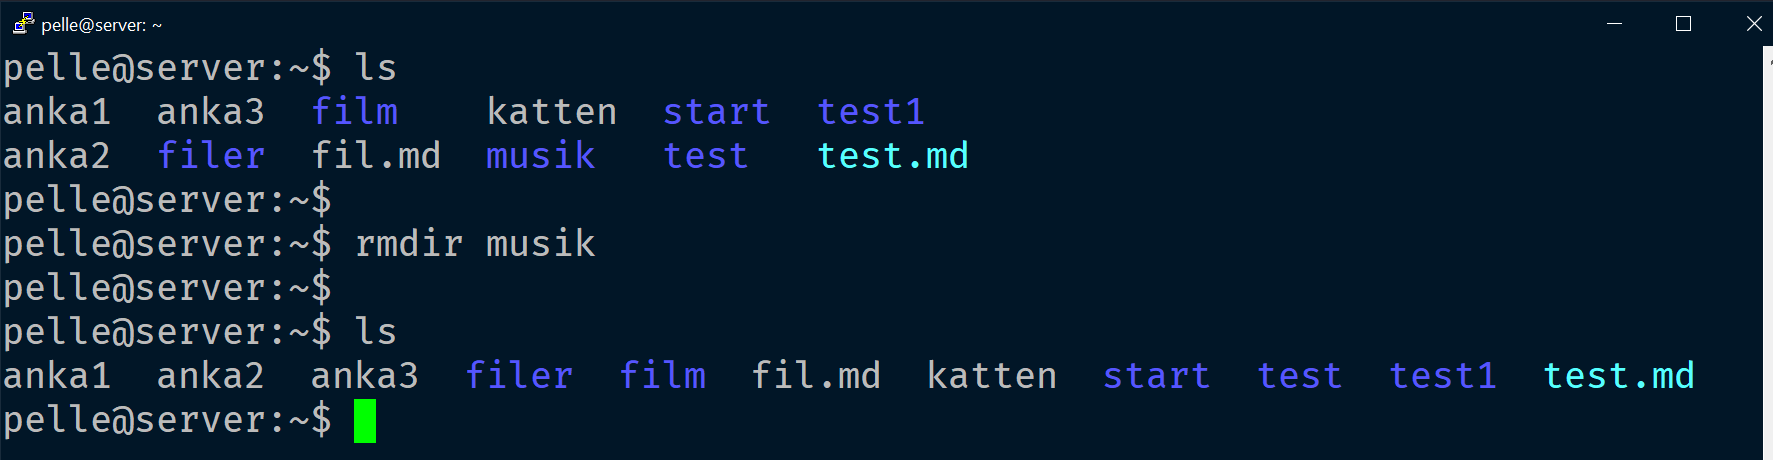 pelle@server: ~
pelle@server:~$ ls
anka1  anka3  film    katten  start  test1
anka2  filer  fil.md  musik   test   test.md
pelle@server:~$
pelle@server:~$ rmdir musik
pelle@server:~$
pelle@server:~$ ls
anka1  anka2  anka3  filer  film  fil.md  katten  start  test  test1  test.md
pelle@server:~$